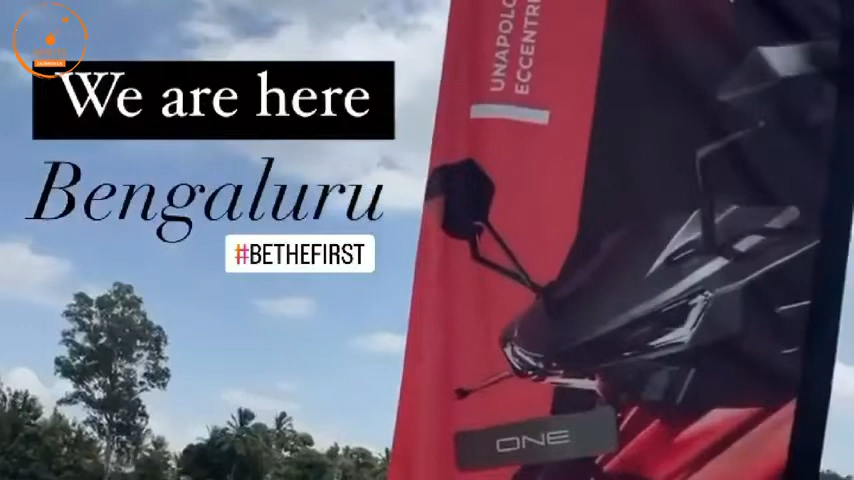 We are here
Bengaluru
#BETHEFIRST
UNAPOLO
ECCENTRI
ONE